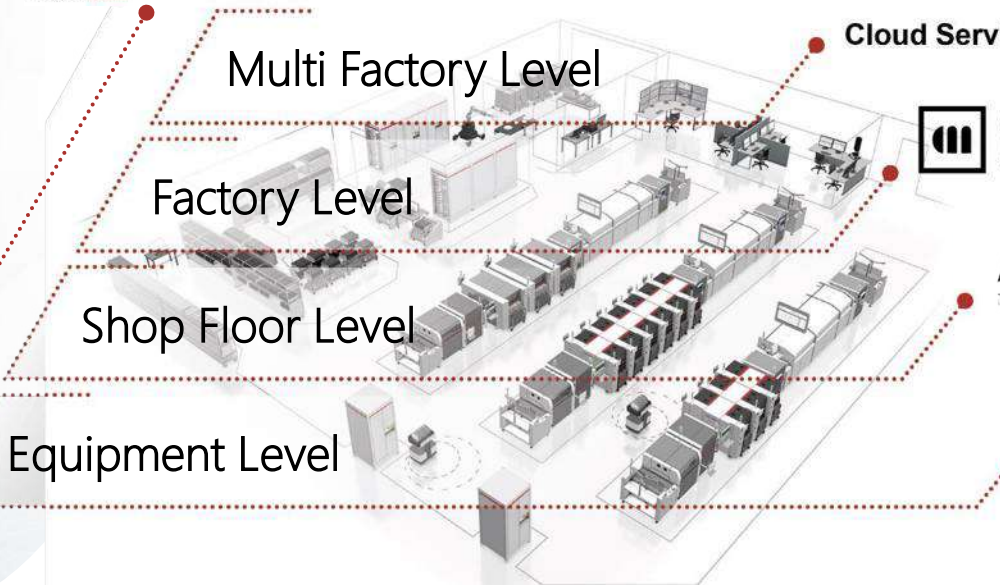 Multi Factory Level
Cloud Serv
Factory Level
Shop Floor Level
Equipment Level